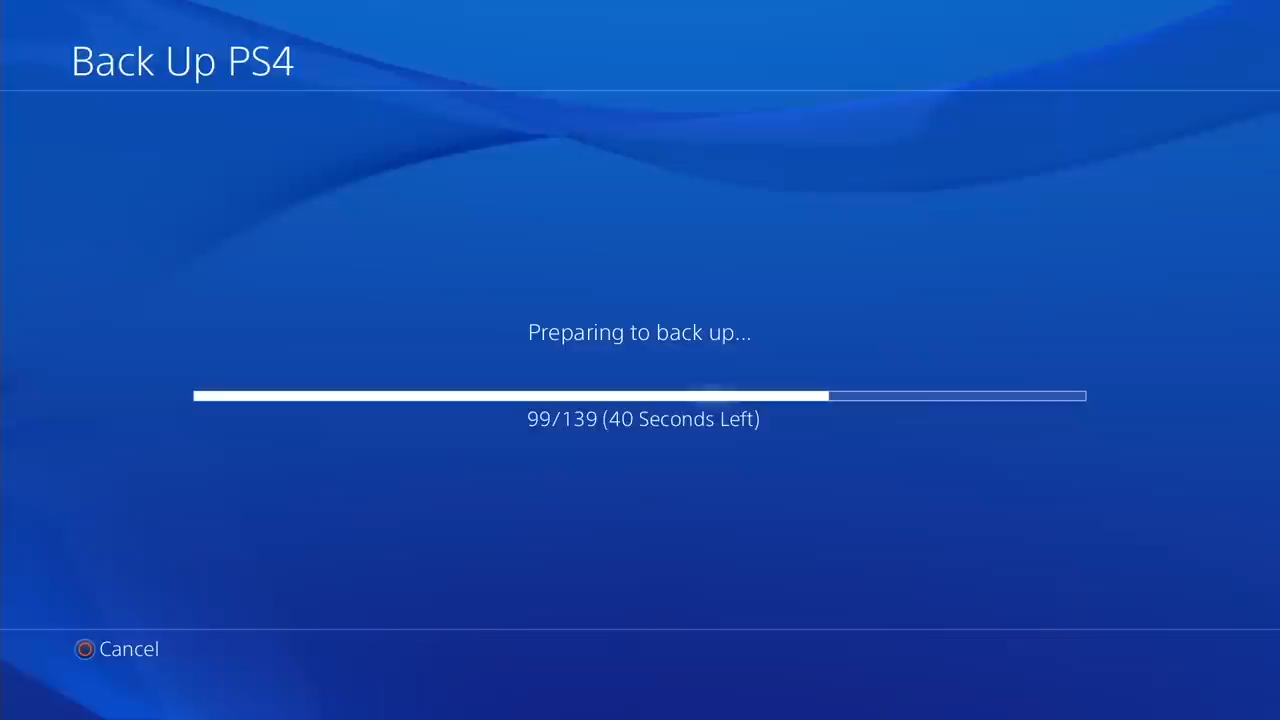 Back Up PS4
Preparing to back up...
99/139 (40 Seconds Left)
Cancel